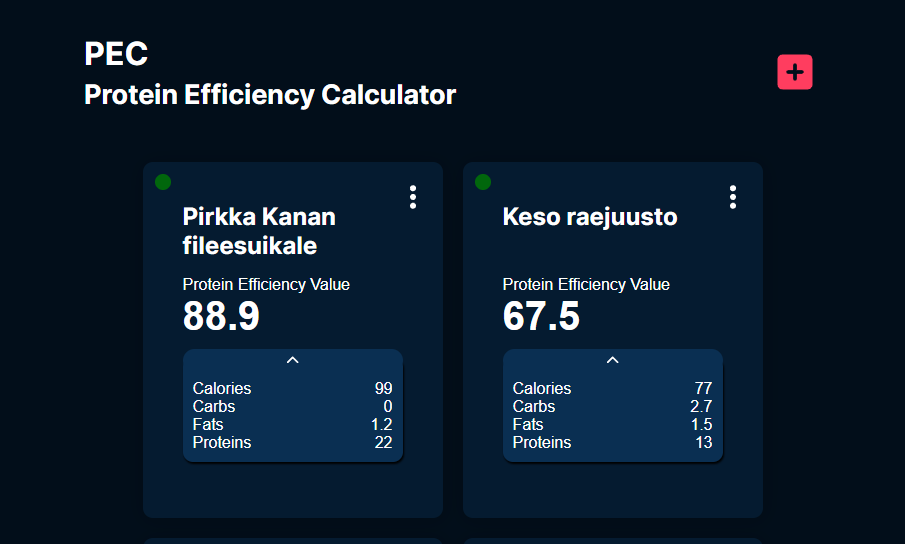 PEC
Protein Efficiency Calculator
Pirkka Kanan
fileesuikale
Protein Efficiency Value
88.9
Calories 99
Carbs 0
Fats 1.2
Proteins 22
Keso raejuusto
Protein Efficiency Value
67.5
Calories 77
Carbs 2.7
Fats 1.5
Proteins 13